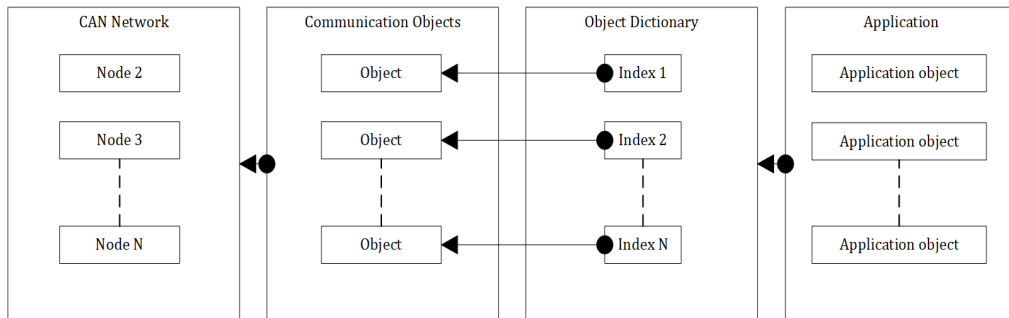 CAN Network
Communication Objects
Object Dictionary
Application
Node 2
Object
Index 1
Application object
Node 3
Object
Index 2
Application object
Node N
Object
Index N
Application object